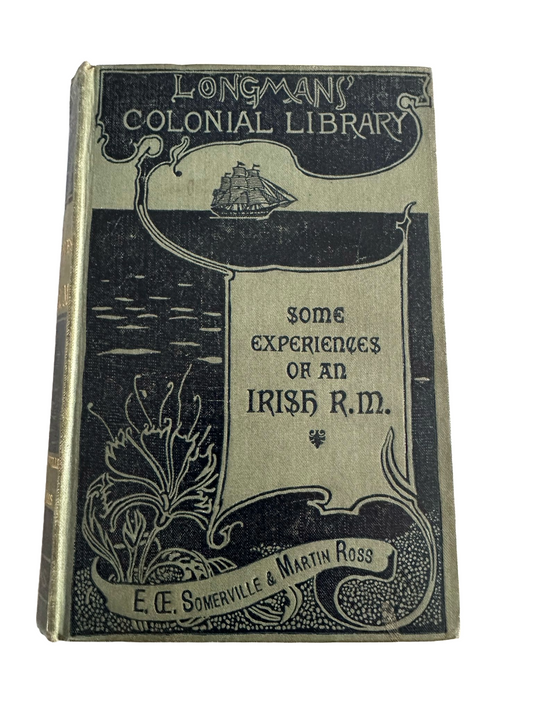 LONGMANS'
COLONIAL LIBRARY
SOME
EXPERIENCES
OF AN
IRISH R.M.
E. Œ. SOMERVILLE & MARTIN ROSS